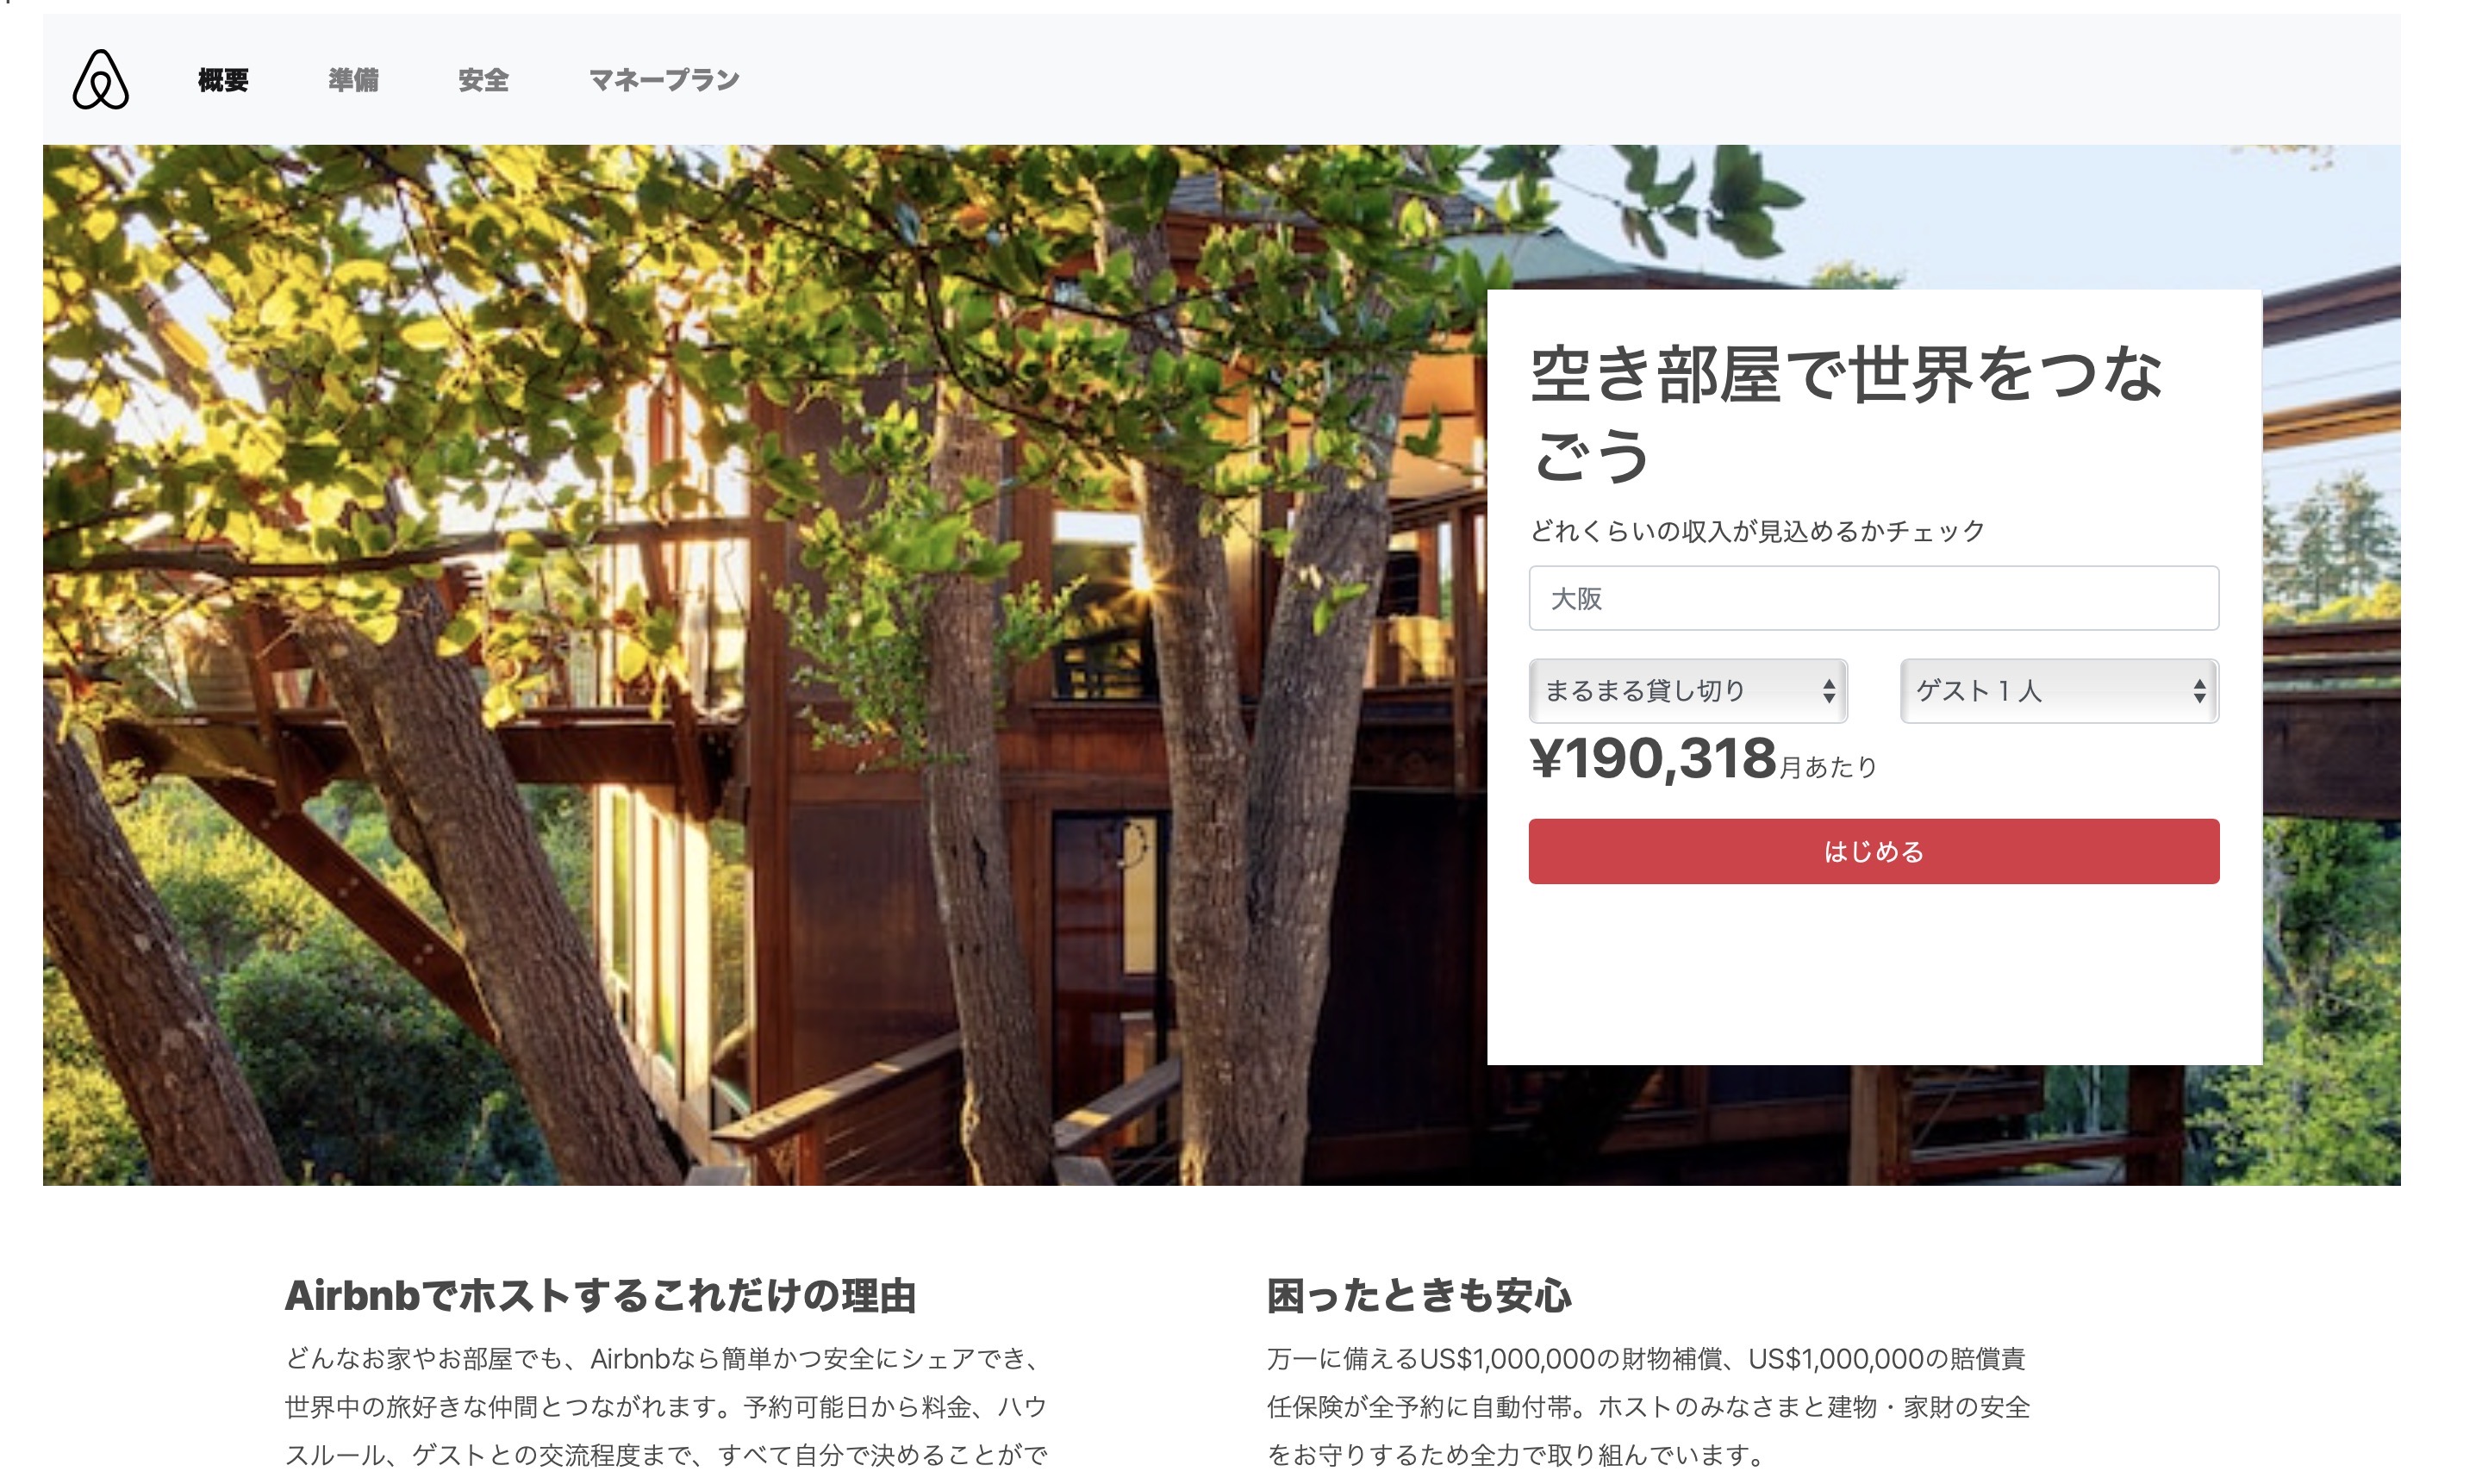 概要 準備 安全 マネープラン
空き部屋で世界をつな
ごう
どれくらいの収入が見込めるかチェック
大阪
まるまる貸し切り ゲスト 1 人
¥190,318月あたり
はじめる
Airbnbでホストするこれだけの理由
どんなお家やお部屋でも、Airbnbなら簡単かつ安全にシェアでき、
世界中の旅好きな仲間とつながれます。予約可能日から料金、ハウ
スルール、ゲストとの交流程度まで、すべて自分で決めることがで
困ったときも安心
万一に備えるUS$1,000,000の財物補償、US$1,000,000の賠償責
任保険が全予約に自動付帯。ホストのみなさまと建物・家財の安全
をお守りするため全力で取り組んでいます。